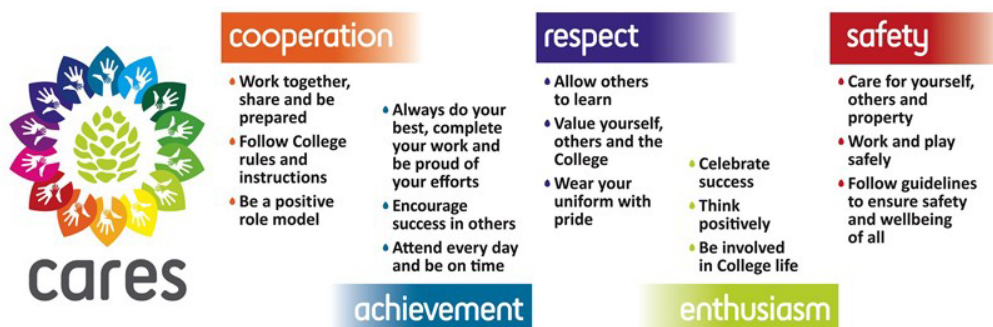 cares
cooperation
Work together,
share and be
prepared
Follow College
rules and
instructions
Be a positive
role model
Always do your
best, complete
your work and
be proud of
your efforts
Encourage
success in others
Attend every day
and be on time
achievement
respect
Allow others
to learn
Value yourself,
others and the
College
Wear your
uniform with
pride
Celebrate
success
Think
positively
Be involved
in College life
enthusiasm
safety
Care for yourself,
others and
property
Work and play
safely
Follow guidelines
to ensure safety
and wellbeing
of all